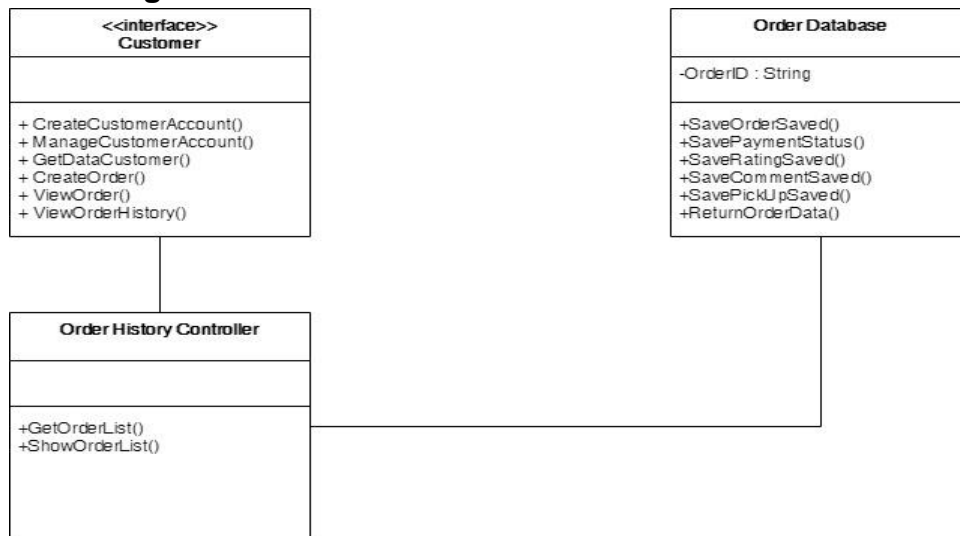 <<interface>>
Customer
+ CreateCustomerAccount()
+ ManageCustomerAccount()
+ GetDataCustomer()
+ CreateOrder()
+ ViewOrder()
+ ViewOrderHistory()
Order Database
-OrderID : String
+SaveOrderSaved()
+SavePaymentStatus()
+SaveRatingSaved()
+SaveCommentSaved()
+SavePickUpSaved()
+ReturnOrderData()
Order History Controller
+GetOrderList()
+ShowOrderList()